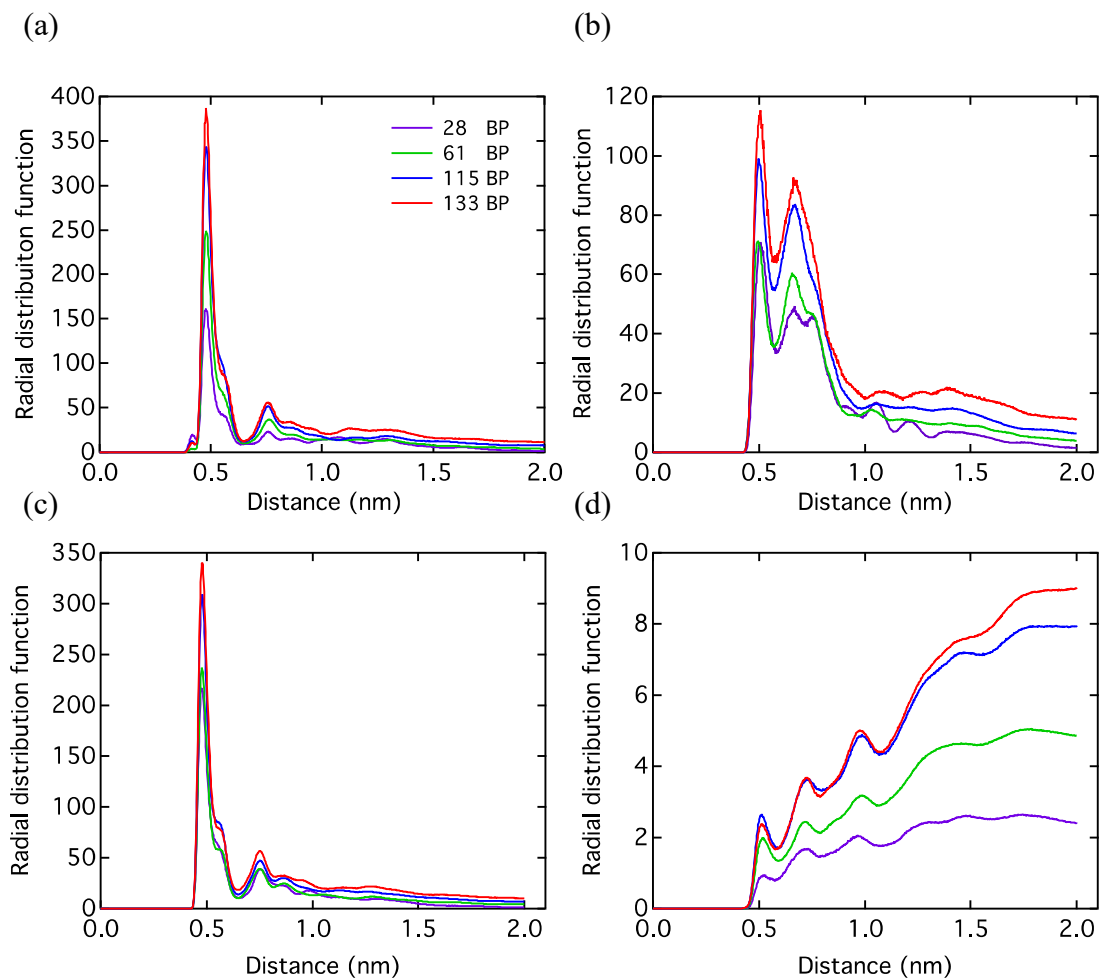 (a)
400
350
300
250
200
150
100
50
0
Radial distribuiton function
28 BP
61 BP
115 BP
133 BP
0.0 0.5 1.0 1.5 2.0
Distance (nm)
(b)
120
100
80
60
40
20
0
Radial distribution function
0.0 0.5 1.0 1.5 2.0
Distance (nm)
(c)
350
300
250
200
150
100
50
0
Radial distribution function
0.0 0.5 1.0 1.5 2.0
Distance (nm)
(d)
10
8
6
4
2
0
Radial distribution function
0.0 0.5 1.0 1.5 2.0
Distance (nm)